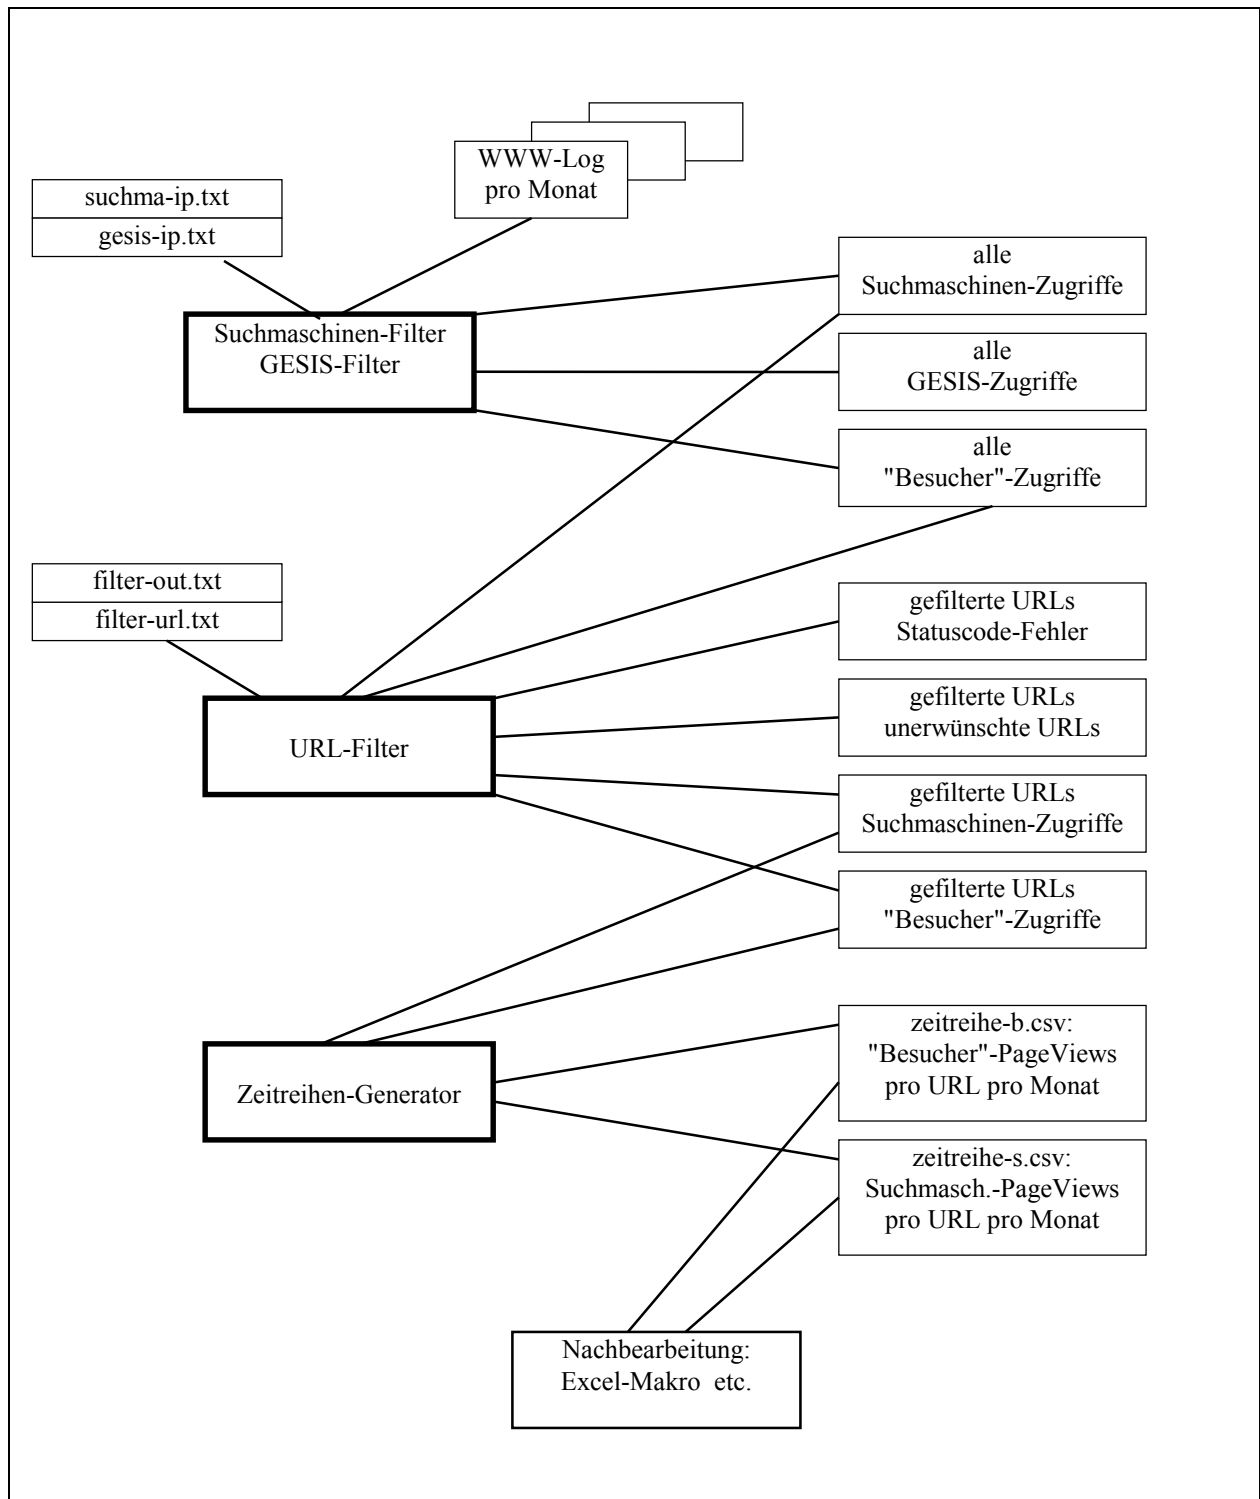 WWW-Log
pro Monat
suchma-ip.txt
gesis-ip.txt
alle
Suchmaschinen-Zugriffe
Suchmaschinen-Filter
GESIS-Filter
alle
GESIS-Zugriffe
alle
"Besucher"-Zugriffe
filter-out.txt
filter-url.txt
gefilterte URLs
Statuscode-Fehler
URL-Filter
gefilterte URLs
unerwünschte URLs
gefilterte URLs
Suchmaschinen-Zugriffe
gefilterte URLs
"Besucher"-Zugriffe
Zeitreihen-Generator
zeitreihe-b.csv:
"Besucher"-PageViews
pro URL pro Monat
zeitreihe-s.csv:
Suchmasch.-PageViews
pro URL pro Monat
Nachbearbeitung:
Excel-Makro etc.